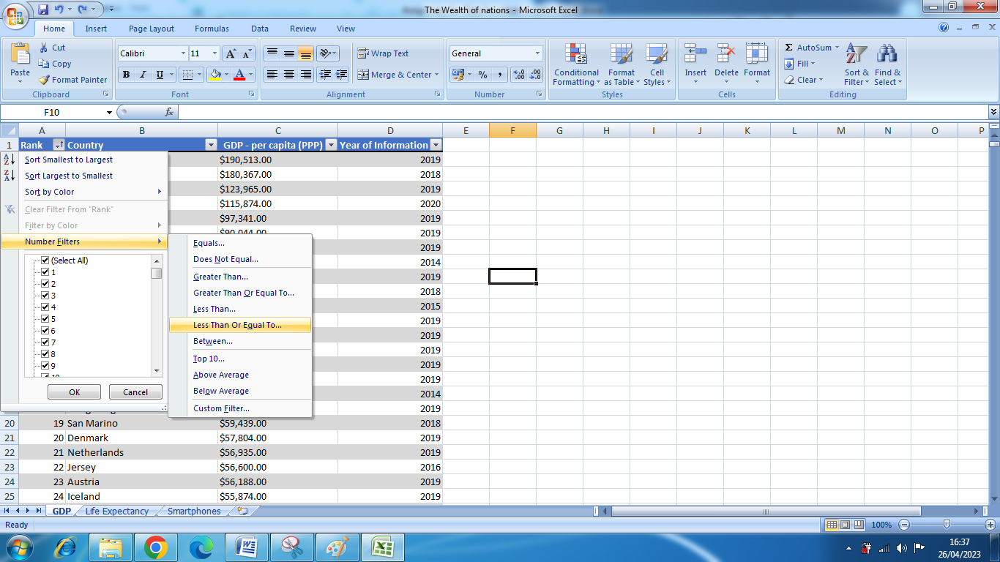 The Wealth of nations - Microsoft Excel
Home Insert Page Layout Formulas Data Review View
Paste
Cut
Copy
Format Painter
Clipboard
Calibri 11
B I U
Font
Wrap Text
Merge & Center
Alignment
General
% ,
Number
Conditional Formatting
Format as Table
Cell Styles
Styles
Insert Delete Format
Cells
AutoSum
Fill
Clear
Sort & Filter
Find & Select
Editing
F10 fx
A B C D E F G H I J K L M N O P
1 Rank Country GDP - per capita (PPP) Year of Information
$190,513.00 2019
$180,367.00 2018
$123,965.00 2019
$115,874.00 2020
$97,341.00 2019
2019
2014
2019
2018
2015
2019
2019
2019
2019
2019
2014
2019
Sort Smallest to Largest
Sort Largest to Smallest
Sort by Color
Clear Filter From "Rank"
Filter by Color
Number Filters
(Select All)
1
2
3
4
5
6
7
8
9
10
OK Cancel
Equals...
Does Not Equal...
Greater Than...
Greater Than Or Equal To...
Less Than...
Less Than Or Equal To...
Between...
Top 10...
Above Average
Below Average
Custom Filter...
20 19 San Marino $59,439.00 2018
21 20 Denmark $57,804.00 2019
22 21 Netherlands $56,935.00 2019
23 22 Jersey $56,600.00 2016
24 23 Austria $56,188.00 2019
25 24 Iceland $55,874.00 2019
GDP Life Expectancy Smartphones
Ready 100%
16:37
26/04/2023